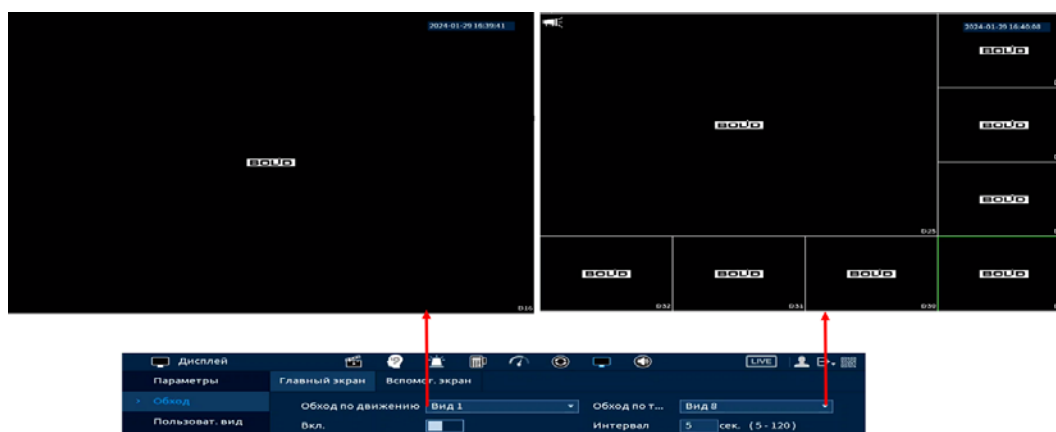 2024-01-29 16:39:41
BOLID
D16
2024-01-29 16:40:08
BOLID
BOLID
BOLID
BOLID
D25
BOLID
BOLID
BOLID
BOLID
D32
D31
D30
Дисплей
LIVE
Параметры
Главный экран
Вспомог. экран
> Обход
Обход по движению
Вид 1
Обход по т...
Вид 8
Пользоват. вид
Вкл.
Интервал
5
сек. (5-120)